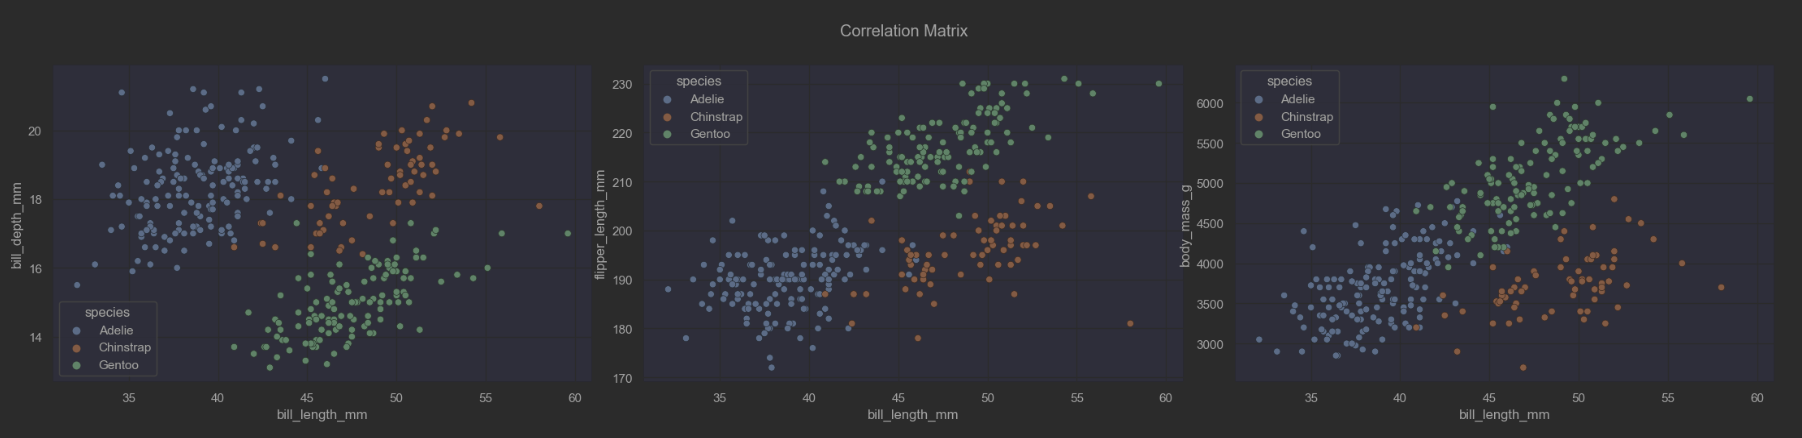 Correlation Matrix
bill_depth_mm
20
18
16
14
species
Adelie
Chinstrap
Gentoo
35
40
45
50
55
60
bill_length_mm
flipper_length_mm
230
220
210
200
190
180
170
species
Adelie
Chinstrap
Gentoo
35
40
45
50
55
60
bill_length_mm
body_mass_g
6000
5500
5000
4500
4000
3500
3000
species
Adelie
Chinstrap
Gentoo
35
40
45
50
55
60
bill_length_mm